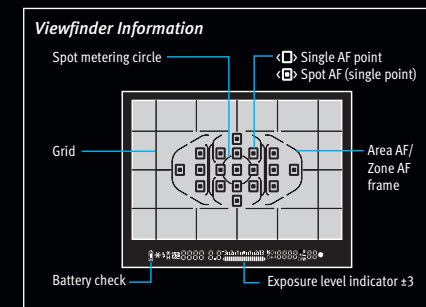 Viewfinder Information
Spot metering circle
‹□› Single AF point
‹▣› Spot AF (single point)
Grid
Area AF/
Zone AF
frame
Battery check
Exposure level indicator ±3